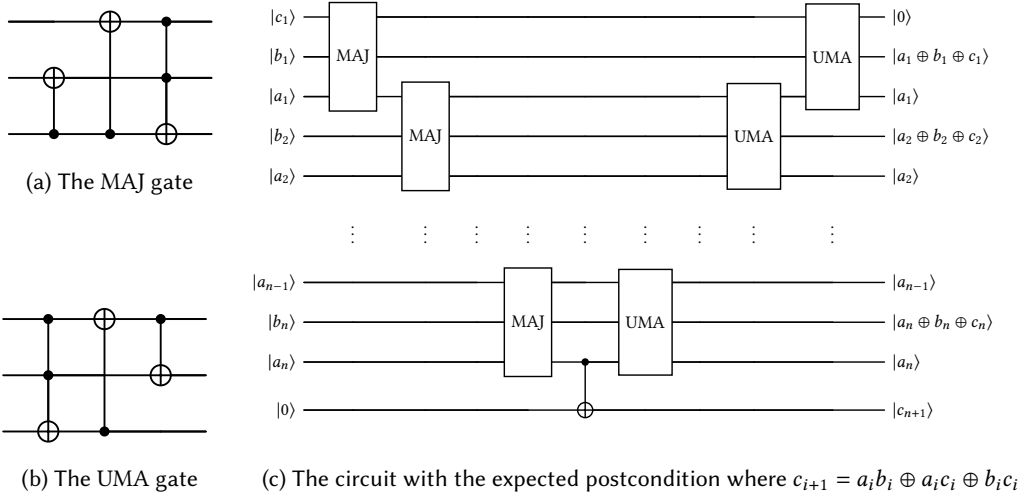 |c₁⟩ |0⟩
|b₁⟩ MAJ UMA |a₁ ⊕ b₁ ⊕ c₁⟩
|a₁⟩ |a₁⟩
|b₂⟩ MAJ UMA |a₂ ⊕ b₂ ⊕ c₂⟩
|a₂⟩ |a₂⟩
(a) The MAJ gate
⋮ ⋮ ⋮ ⋮ ⋮ ⋮ ⋮ ⋮
|aₙ₋₁⟩ |aₙ₋₁⟩
|bₙ⟩ MAJ UMA |aₙ ⊕ bₙ ⊕ cₙ⟩
|aₙ⟩ |aₙ⟩
|0⟩ |cₙ₊₁⟩
(b) The UMA gate
(c) The circuit with the expected postcondition where cᵢ₊₁ = aᵢbᵢ ⊕ aᵢcᵢ ⊕ bᵢcᵢ